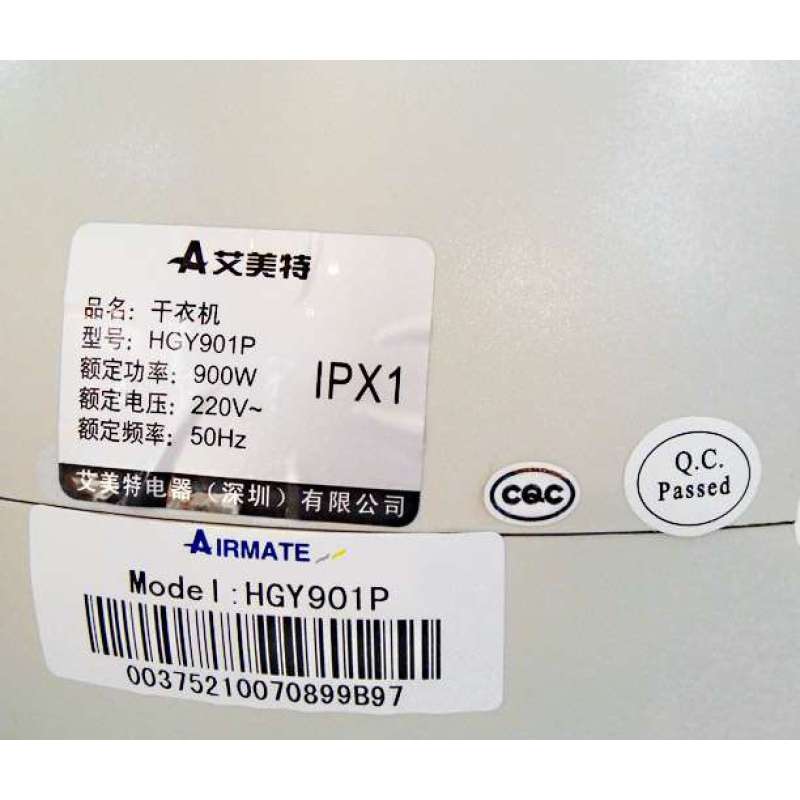 艾美特
品名：干衣机
型号：HGY901P
额定功率：900W
额定电压：220V~
额定频率：50Hz
IPX1
艾美特电器（深圳）有限公司
CQC
Q.C.
Passed
AIRMATE
Model:HGY901P
00375210070899B97